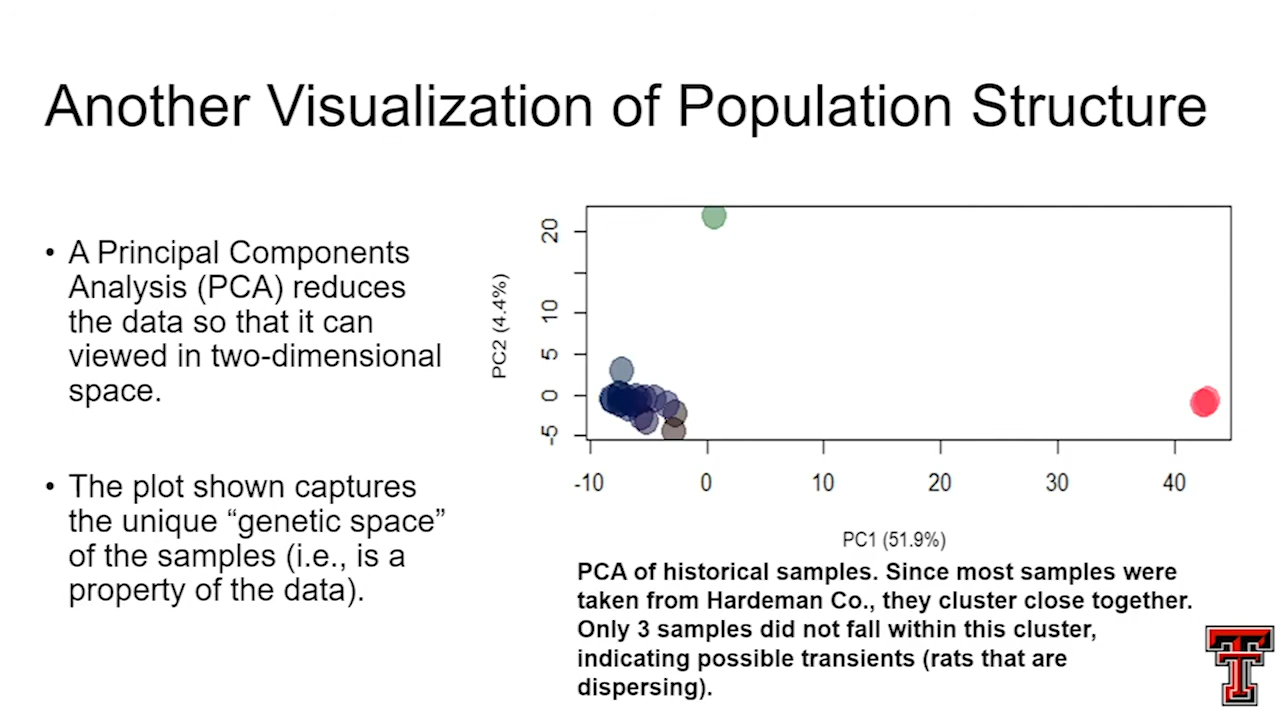 Another Visualization of Population Structure
• A Principal Components
Analysis (PCA) reduces
the data so that it can
viewed in two-dimensional
space.
• The plot shown captures
the unique “genetic space”
of the samples (i.e., is a
property of the data).
PC2 (4.4%)
20
10
5
0
-5
-10 0 10 20 30 40
PC1 (51.9%)
PCA of historical samples. Since most samples were
taken from Hardeman Co., they cluster close together.
Only 3 samples did not fall within this cluster,
indicating possible transients (rats that are
dispersing).
T